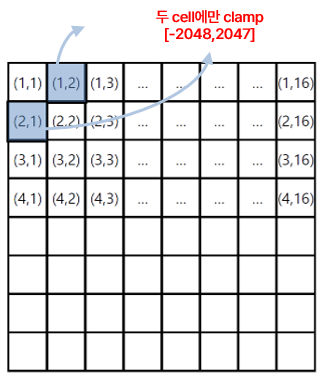 두 cell에만 clamp
[-2048,2047]
(1,1) (1,2) (1,3) ... ... ... ... (1,16)
(2,1) (2,2) (2,3) ... ... ... ... (2,16)
(3,1) (3,2) (3,3) ... ... ... ... (3,16)
(4,1) (4,2) (4,3) ... ... ... ... (4,16)